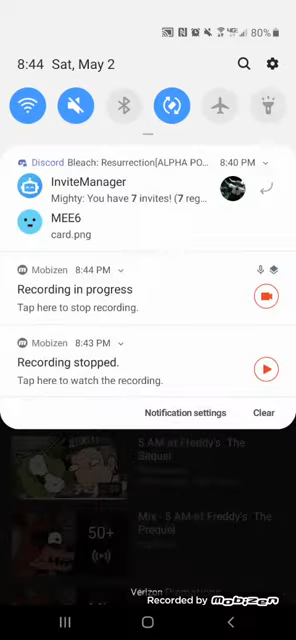 80%
8:44 Sat, May 2
Discord Bleach: Resurrection[ALPHA PO... 8:40 PM
InviteManager
Mighty: You have 7 invites! (7 reg...
MEE6
card.png
Mobizen 8:44 PM
Recording in progress
Tap here to stop recording.
Mobizen 8:43 PM
Recording stopped.
Tap here to watch the recording.
Notification settings Clear
5 AM at Freddy's: The
Sequel
Mix - 5 AM at Freddy's: The
Prequel
50+
Verizon
Recorded by Mobizen